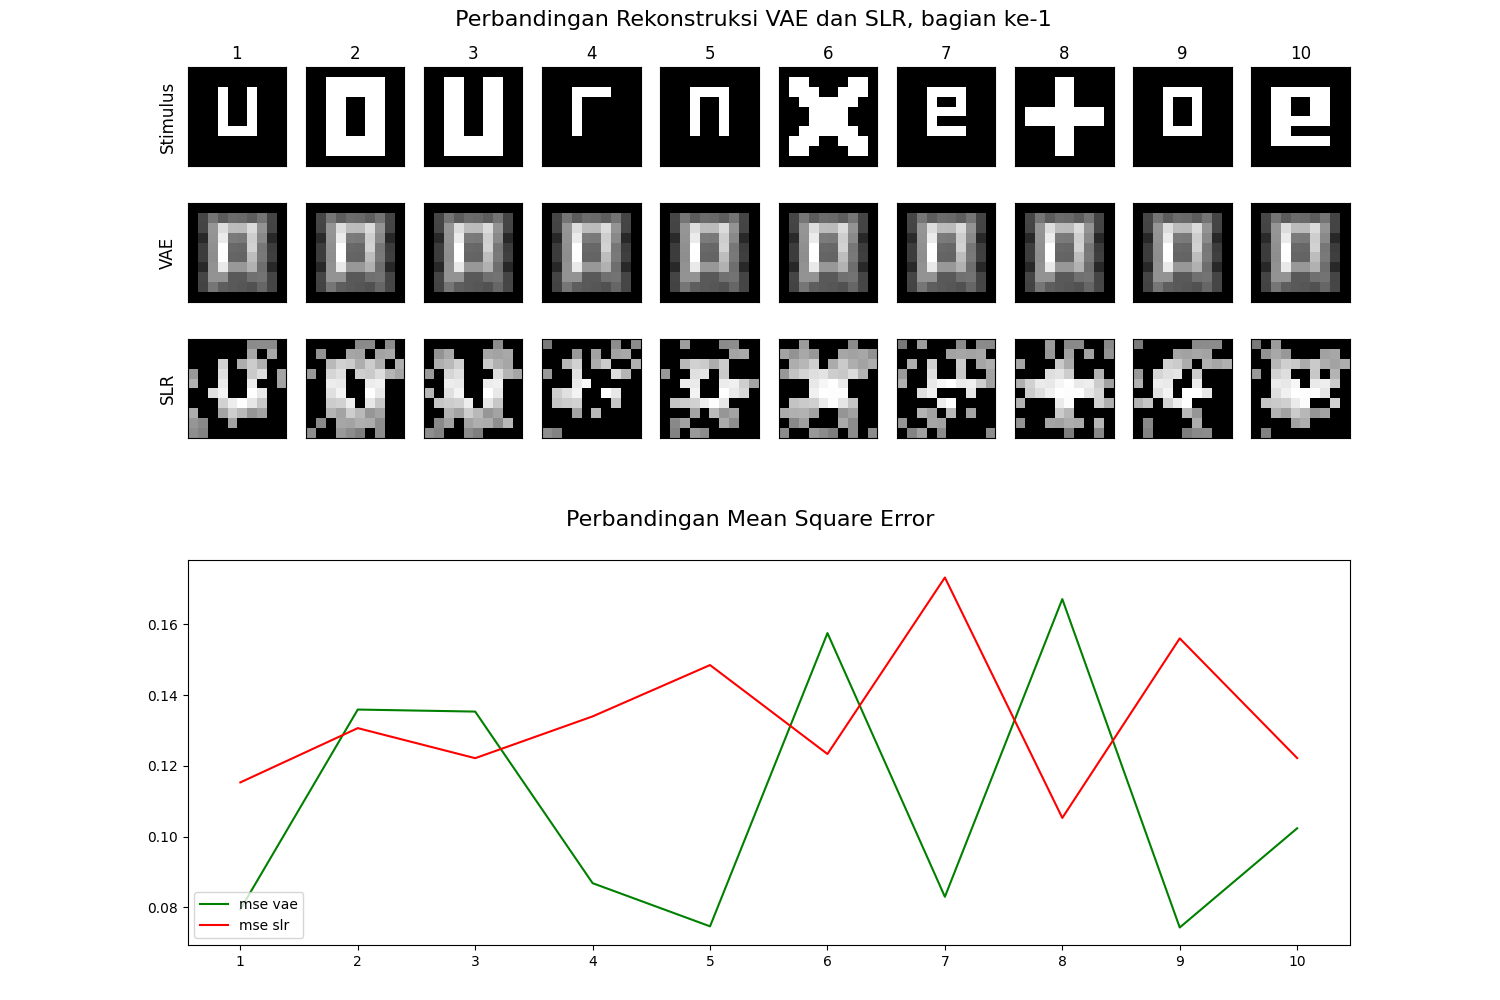 Perbandingan Rekonstruksi VAE dan SLR, bagian ke-1
1 2 3 4 5 6 7 8 9 10
Stimulus
u o u r n x e + o e
VAE
SLR
Perbandingan Mean Square Error
0.16
0.14
0.12
0.10
0.08
mse vae
mse slr
1 2 3 4 5 6 7 8 9 10